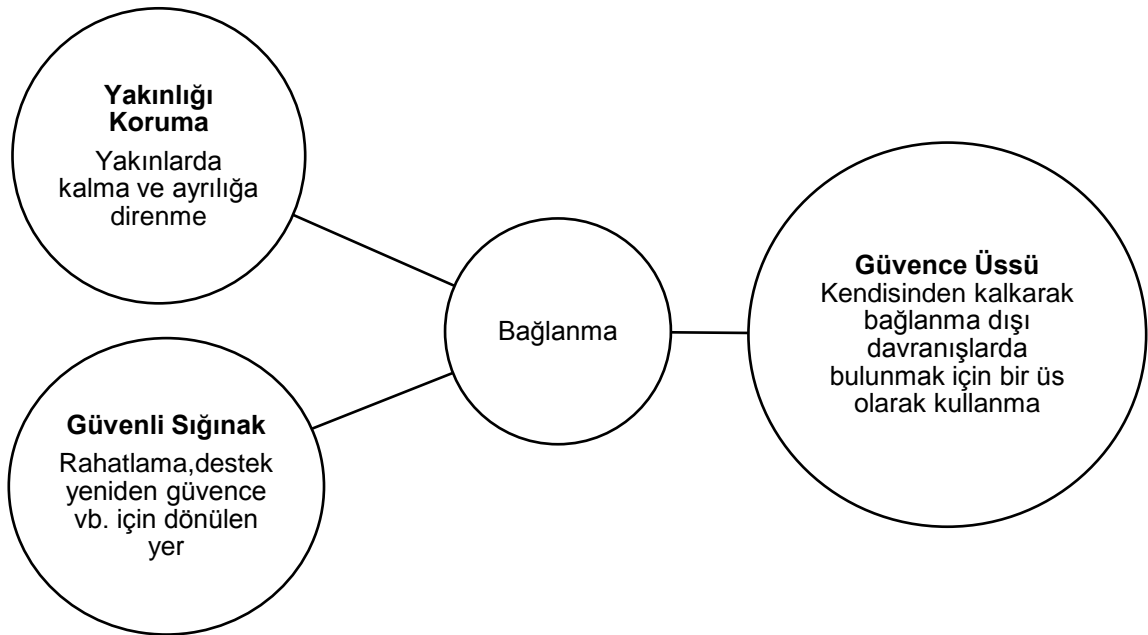 Yakınlığı
Koruma
Yakınlarda
kalma ve ayrılığa
direnme
Güvenli Sığınak
Rahatlama,destek
yeniden güvence
vb. için dönülen
yer
Bağlanma
Güvence Üssü
Kendisinden kalkarak
bağlanma dışı
davranışlarda
bulunmak için bir üs
olarak kullanma